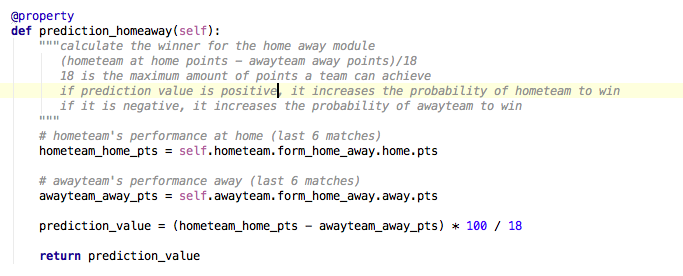 @property
def prediction_homeaway(self):
    """calculate the winner for the home away module
       (hometeam at home points - awayteam away points)/18
       18 is the maximum amount of points a team can achieve
       if prediction value is positive, it increases the probability of hometeam to win
       if it is negative, it increases the probability of awayteam to win
    """
    # hometeam's performance at home (last 6 matches)
    hometeam_home_pts = self.hometeam.form_home_away.home.pts
    # awayteam's performance away (last 6 matches)
    awayteam_away_pts = self.awayteam.form_home_away.away.pts
    prediction_value = (hometeam_home_pts - awayteam_away_pts) * 100 / 18
    return prediction_value